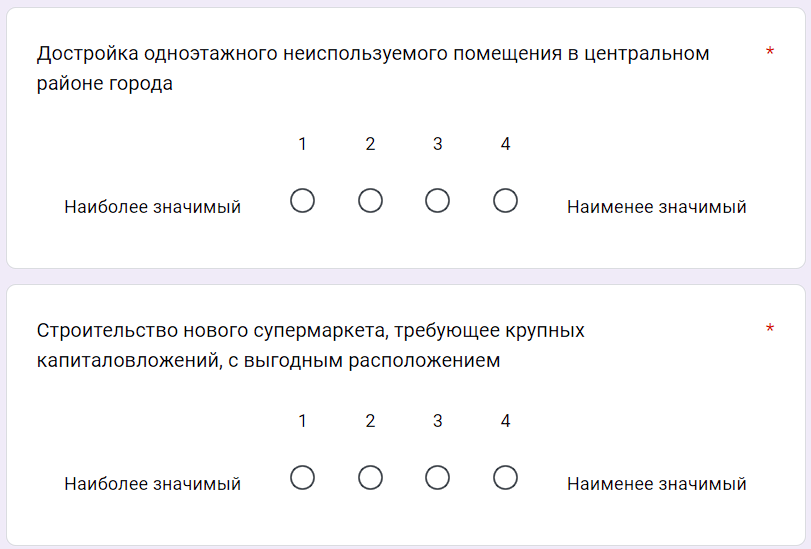 Достройка одноэтажного неиспользуемого помещения в центральном *
районе города
1 2 3 4
Наиболее значимый Наименее значимый
Строительство нового супермаркета, требующее крупных *
капиталовложений, с выгодным расположением
1 2 3 4
Наиболее значимый Наименее значимый